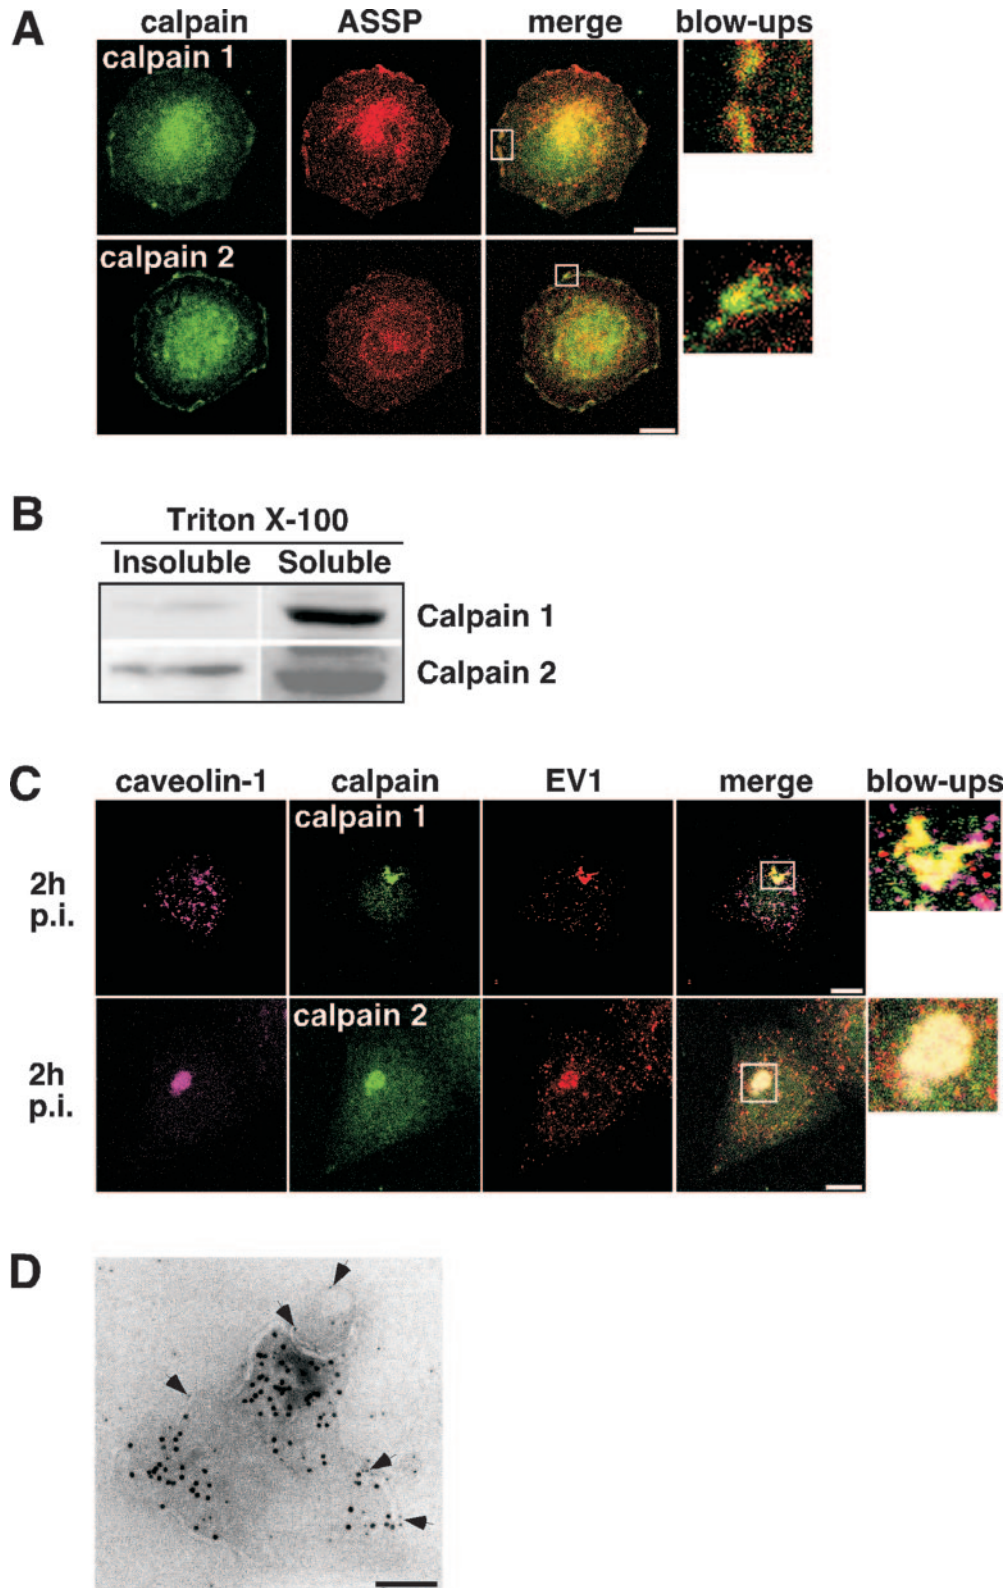 A
calpain ASSP merge blow-ups
calpain 1
calpain 2
B
Triton X-100
Insoluble Soluble
Calpain 1
Calpain 2
C
caveolin-1 calpain EV1 merge blow-ups
calpain 1
2h
p.i.
calpain 2
2h
p.i.
D